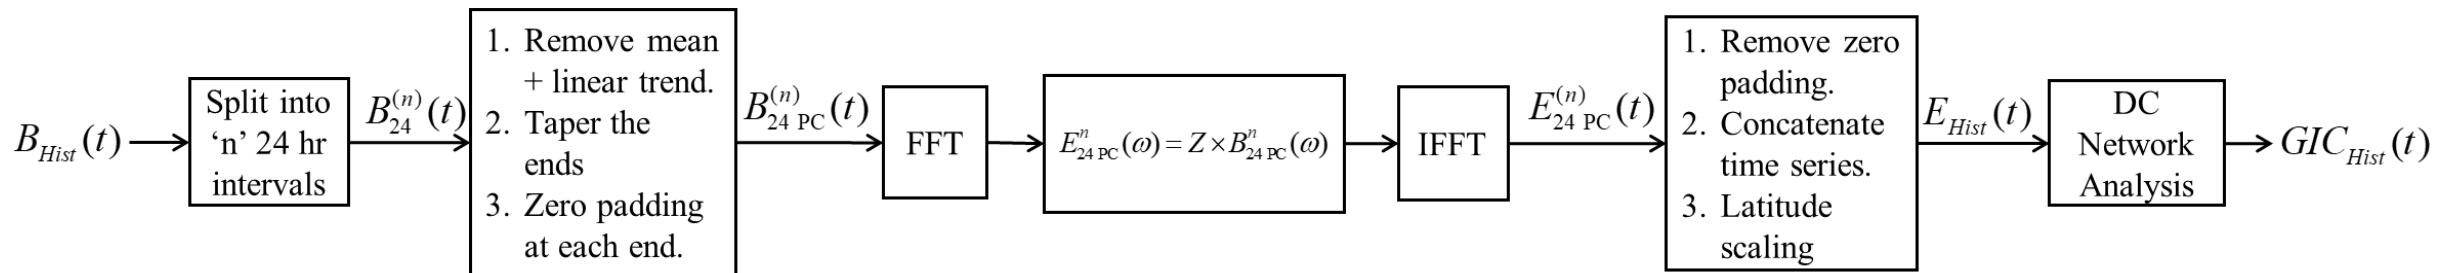 B_Hist(t)
Split into
‘n’ 24 hr
intervals
B_24^(n)(t)
1. Remove mean
+ linear trend.
2. Taper the
ends
3. Zero padding
at each end.
B_24 PC^(n)(t)
FFT
E_24 PC^n(ω) = Z × B_24 PC^n(ω)
IFFT
E_24 PC^(n)(t)
1. Remove zero
padding.
2. Concatenate
time series.
3. Latitude
scaling
E_Hist(t)
DC
Network
Analysis
GIC_Hist(t)